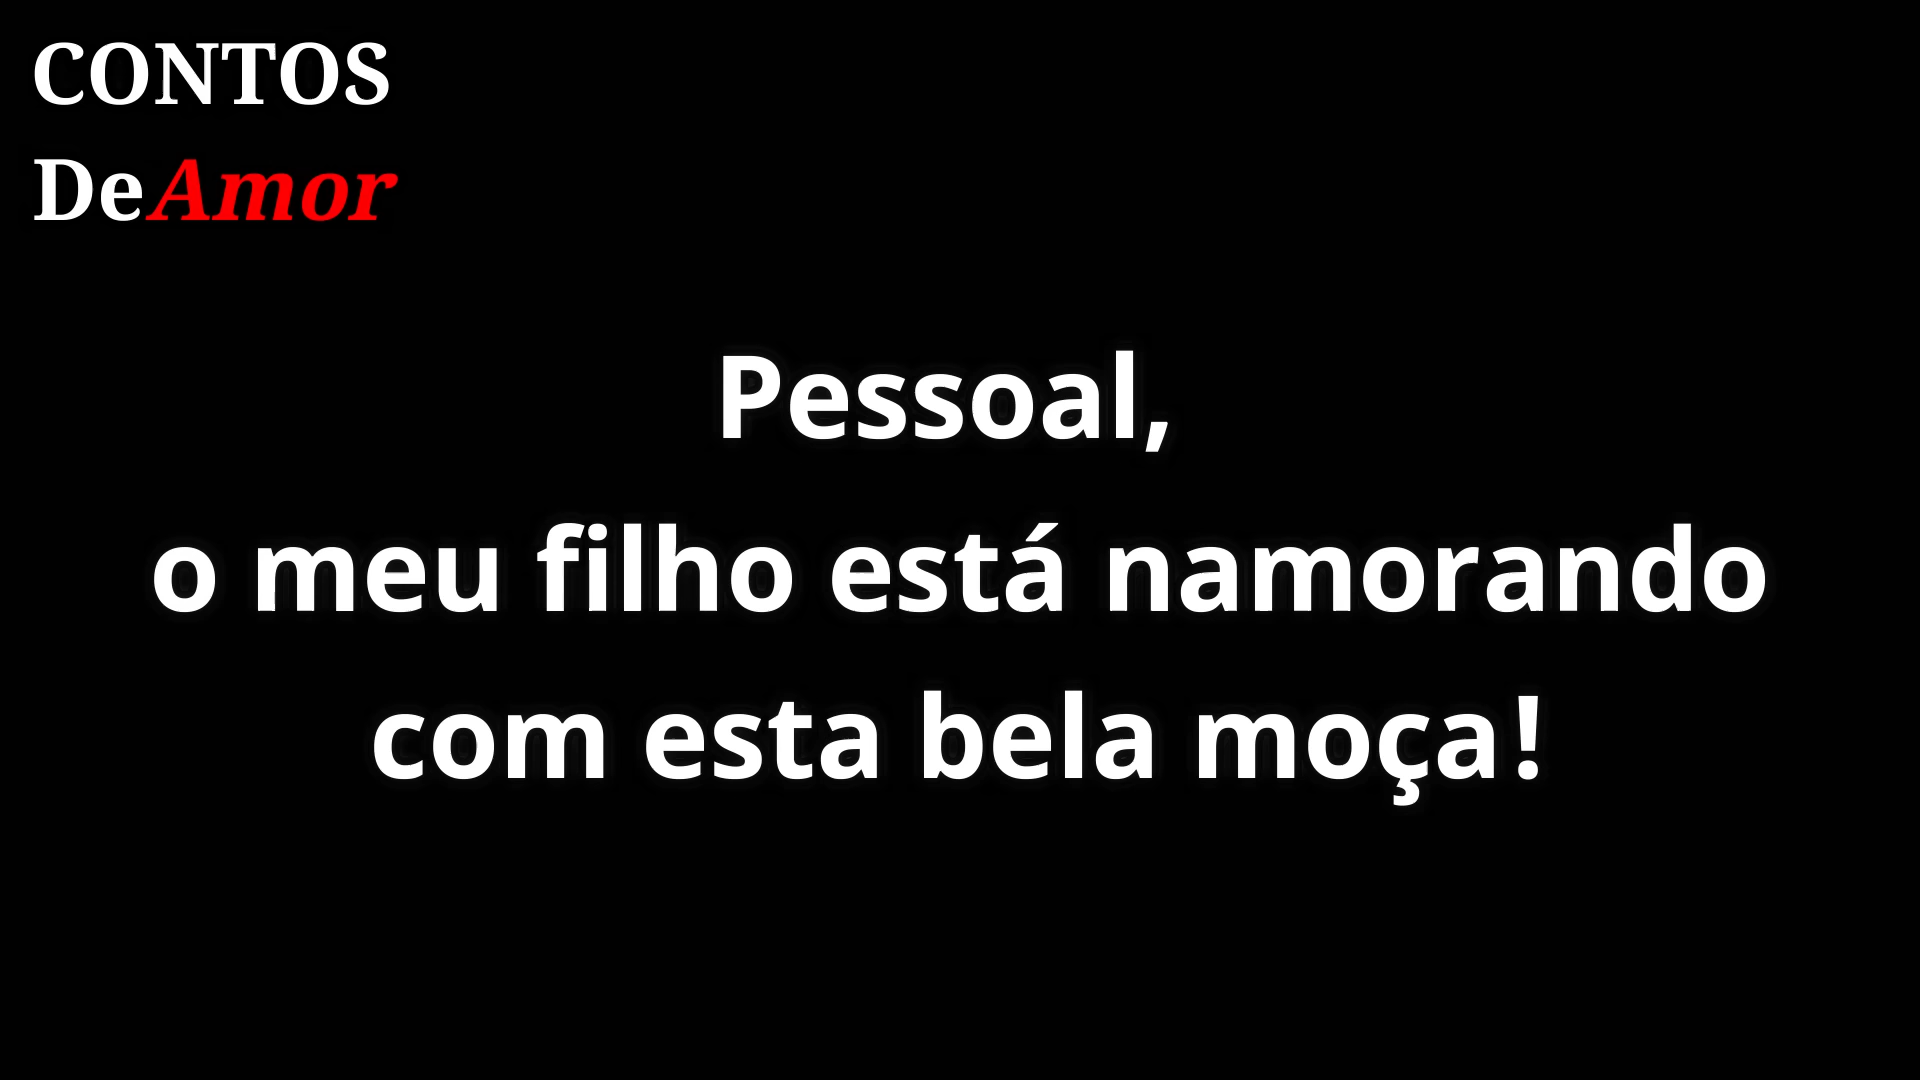 CONTOS
DeAmor
Pessoal,
o meu filho está namorando
com esta bela moça!